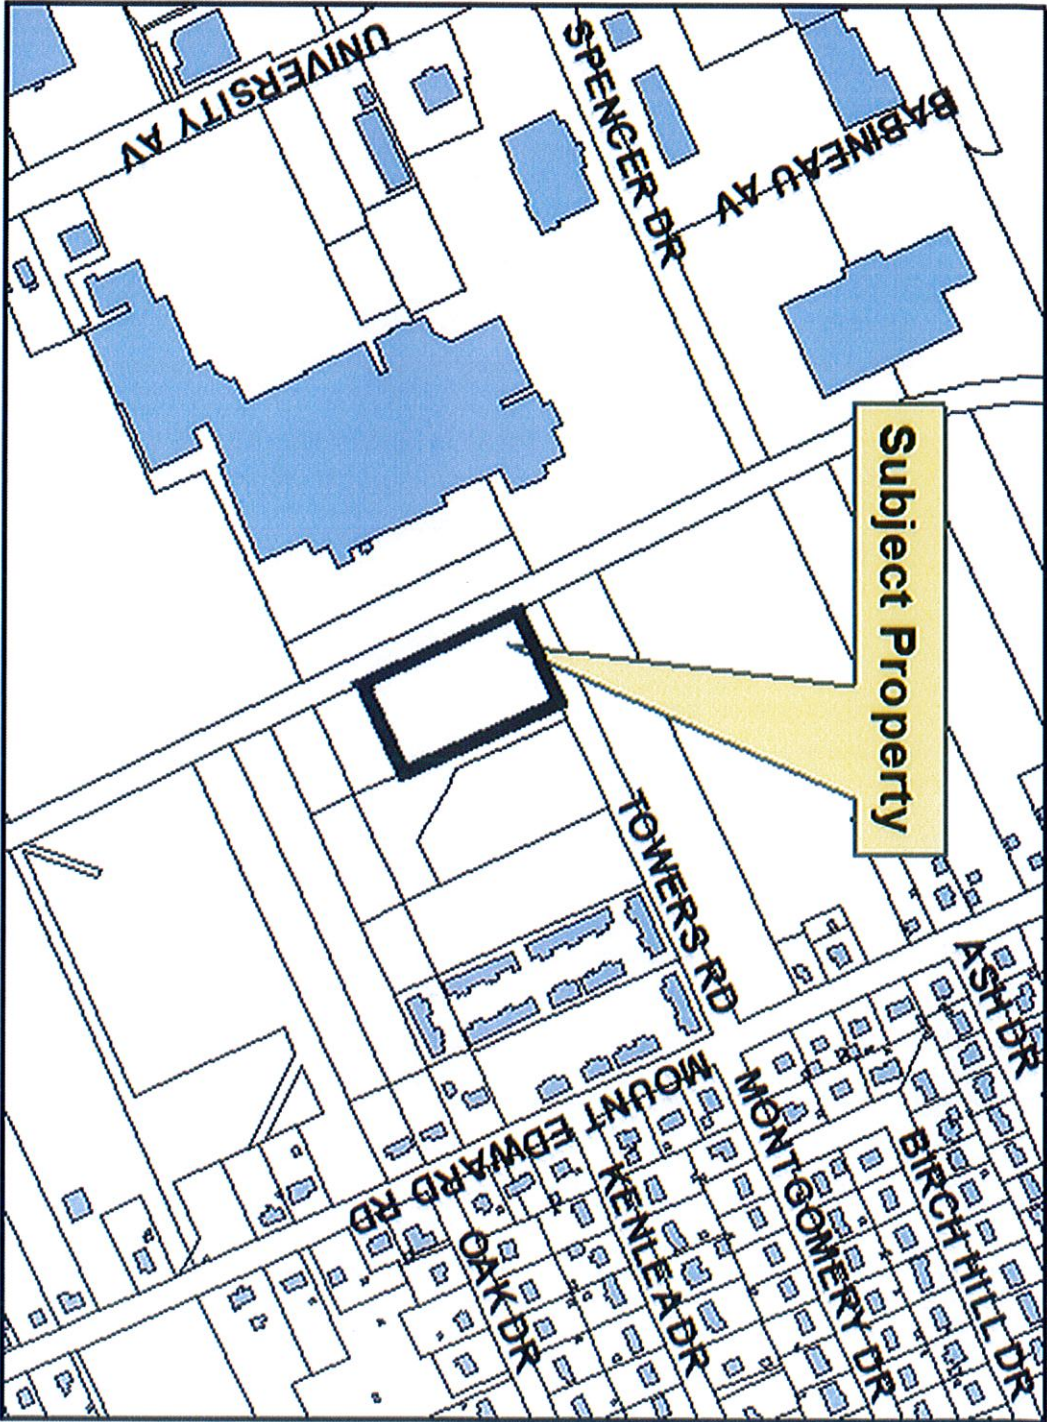 UNIVERSITY AV
SPENCER DR
BABINEAU AV
Subject Property
TOWERS RD
ASH DR
MOUNT EDWARD RD
MONTGOMERY DR
BIRCH HILL DR
KENLEA DR
OAK DR